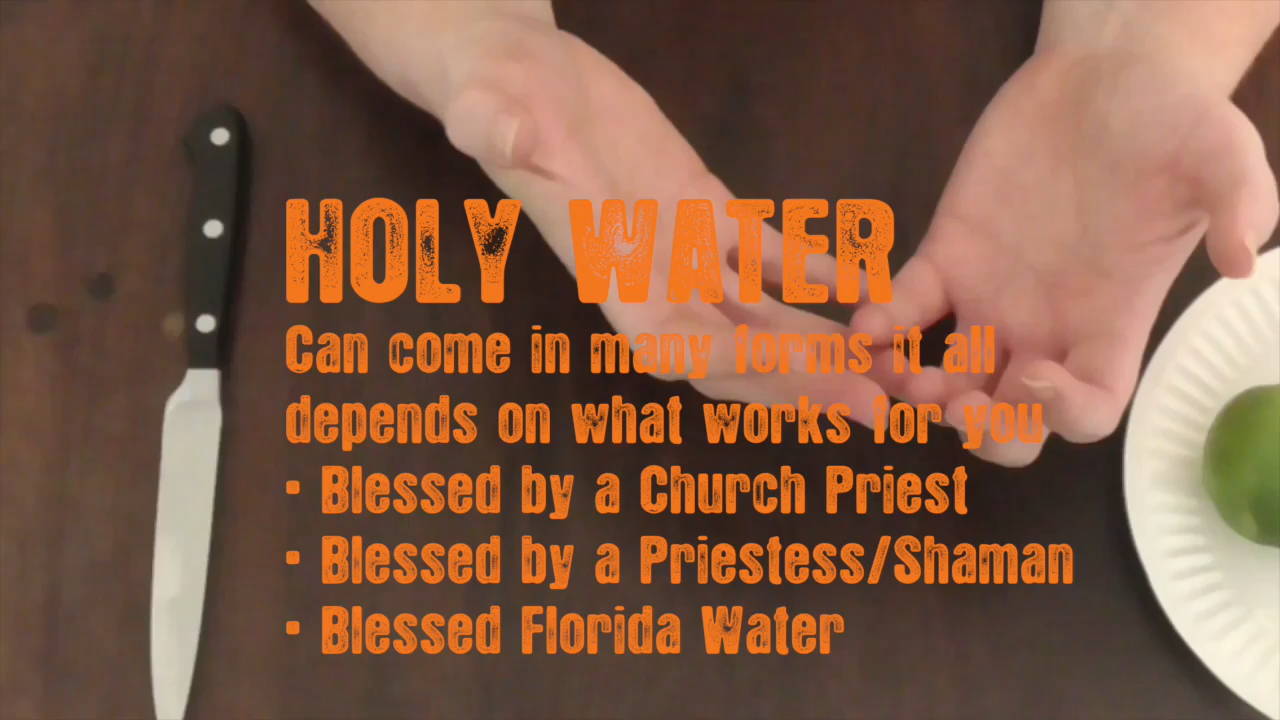 HOLY WATER
Can come in many forms it all
depends on what works for you
• Blessed by a Church Priest
• Blessed by a Priestess/Shaman
• Blessed Florida Water